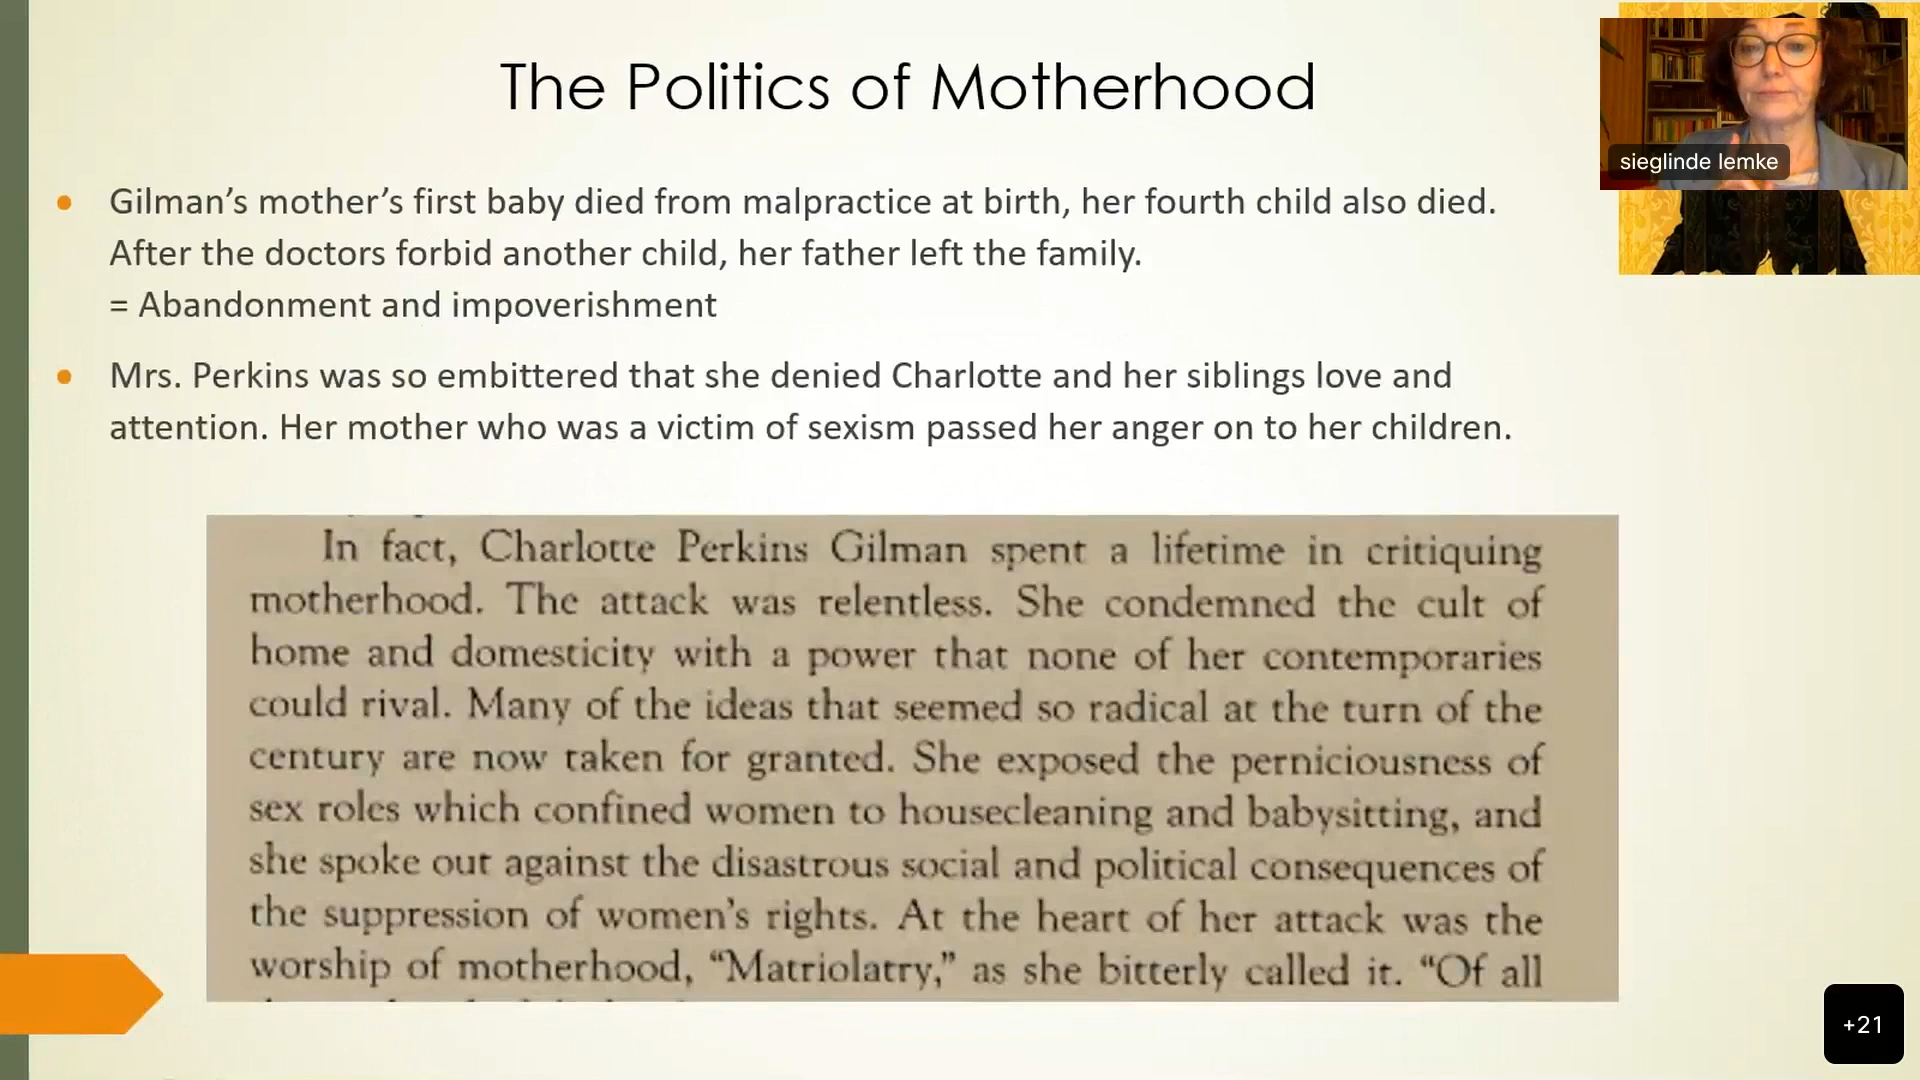 The Politics of Motherhood
sieglinde lemke
Gilman’s mother’s first baby died from malpractice at birth, her fourth child also died.
After the doctors forbid another child, her father left the family.
= Abandonment and impoverishment
Mrs. Perkins was so embittered that she denied Charlotte and her siblings love and
attention. Her mother who was a victim of sexism passed her anger on to her children.
In fact, Charlotte Perkins Gilman spent a lifetime in critiquing
motherhood. The attack was relentless. She condemned the cult of
home and domesticity with a power that none of her contemporaries
could rival. Many of the ideas that seemed so radical at the turn of the
century are now taken for granted. She exposed the perniciousness of
sex roles which confined women to housecleaning and babysitting, and
she spoke out against the disastrous social and political consequences of
the suppression of women’s rights. At the heart of her attack was the
worship of motherhood, “Matriolatry,” as she bitterly called it. “Of all
+21